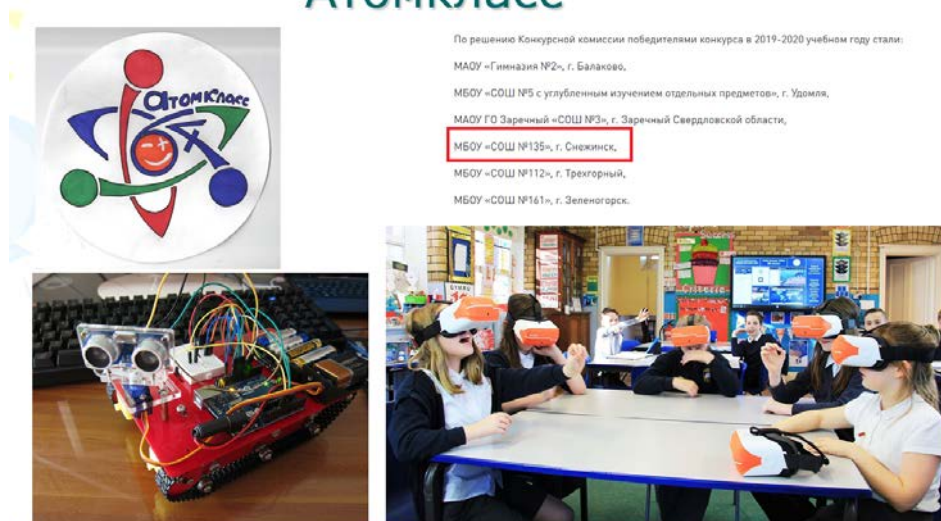 Атомкласс
По решению Конкурсной комиссии победителями конкурса в 2019-2020 учебном году стали:
МАОУ «Гимназия №2», г. Балаково,
МБОУ «СОШ №5 с углубленным изучением отдельных предметов», г. Удомля,
МАОУ ГО Заречный «СОШ №3», г. Заречный Свердловской области,
МБОУ «СОШ №135», г. Снежинск,
МБОУ «СОШ №112», г. Трехгорный,
МБОУ «СОШ №161», г. Зеленогорск.
атомкласс
CYMRU